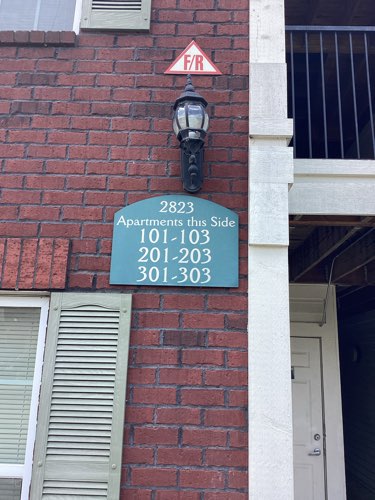 F/R
2823
Apartments this Side
101-103
201-203
301-303